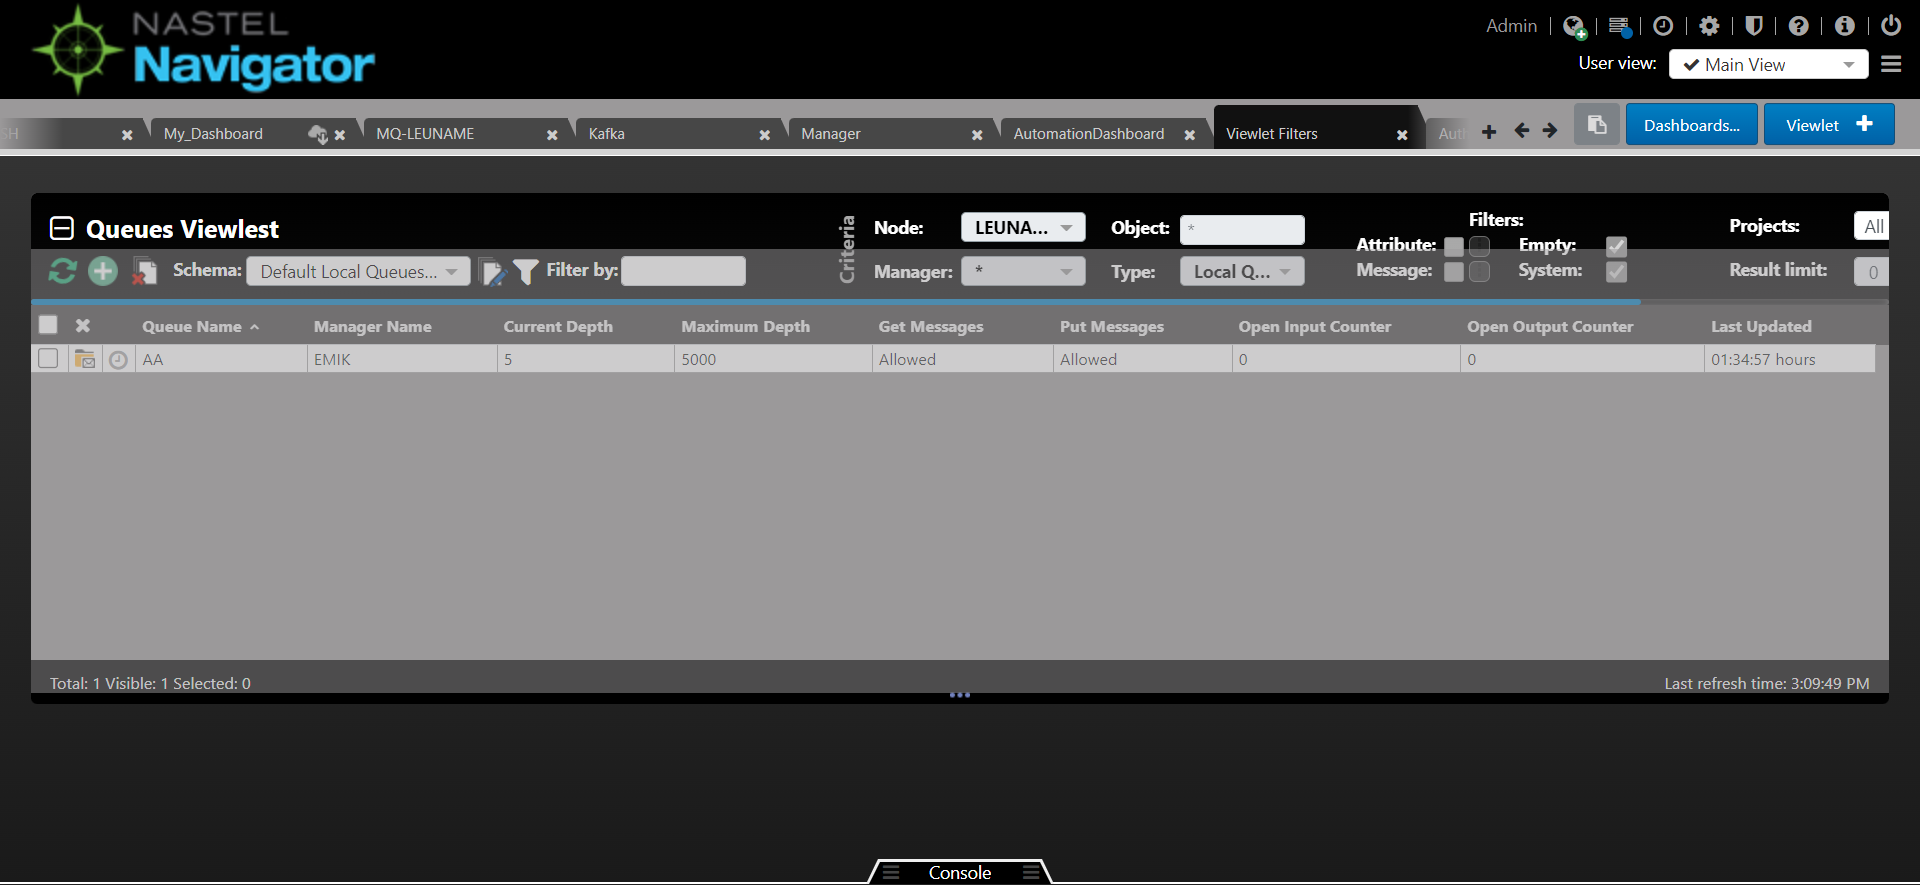 NASTEL
Navigator
Admin
User view: Main View
SH
My_Dashboard
MQ-LEUNAME
Kafka
Manager
AutomationDashboard
Viewlet Filters
Auth
Dashboards...
Viewlet
Queues Viewlest
Criteria
Node: LEUNA...
Object: *
Filters:
Projects: All
Attribute:
Empty:
Schema: Default Local Queues...
Filter by:
Manager: *
Type: Local Q...
Message:
System:
Result limit: 0
Queue Name Manager Name Current Depth Maximum Depth Get Messages Put Messages Open Input Counter Open Output Counter Last Updated
AA EMIK 5 5000 Allowed Allowed 0 0 01:34:57 hours
Total: 1 Visible: 1 Selected: 0
Last refresh time: 3:09:49 PM
Console